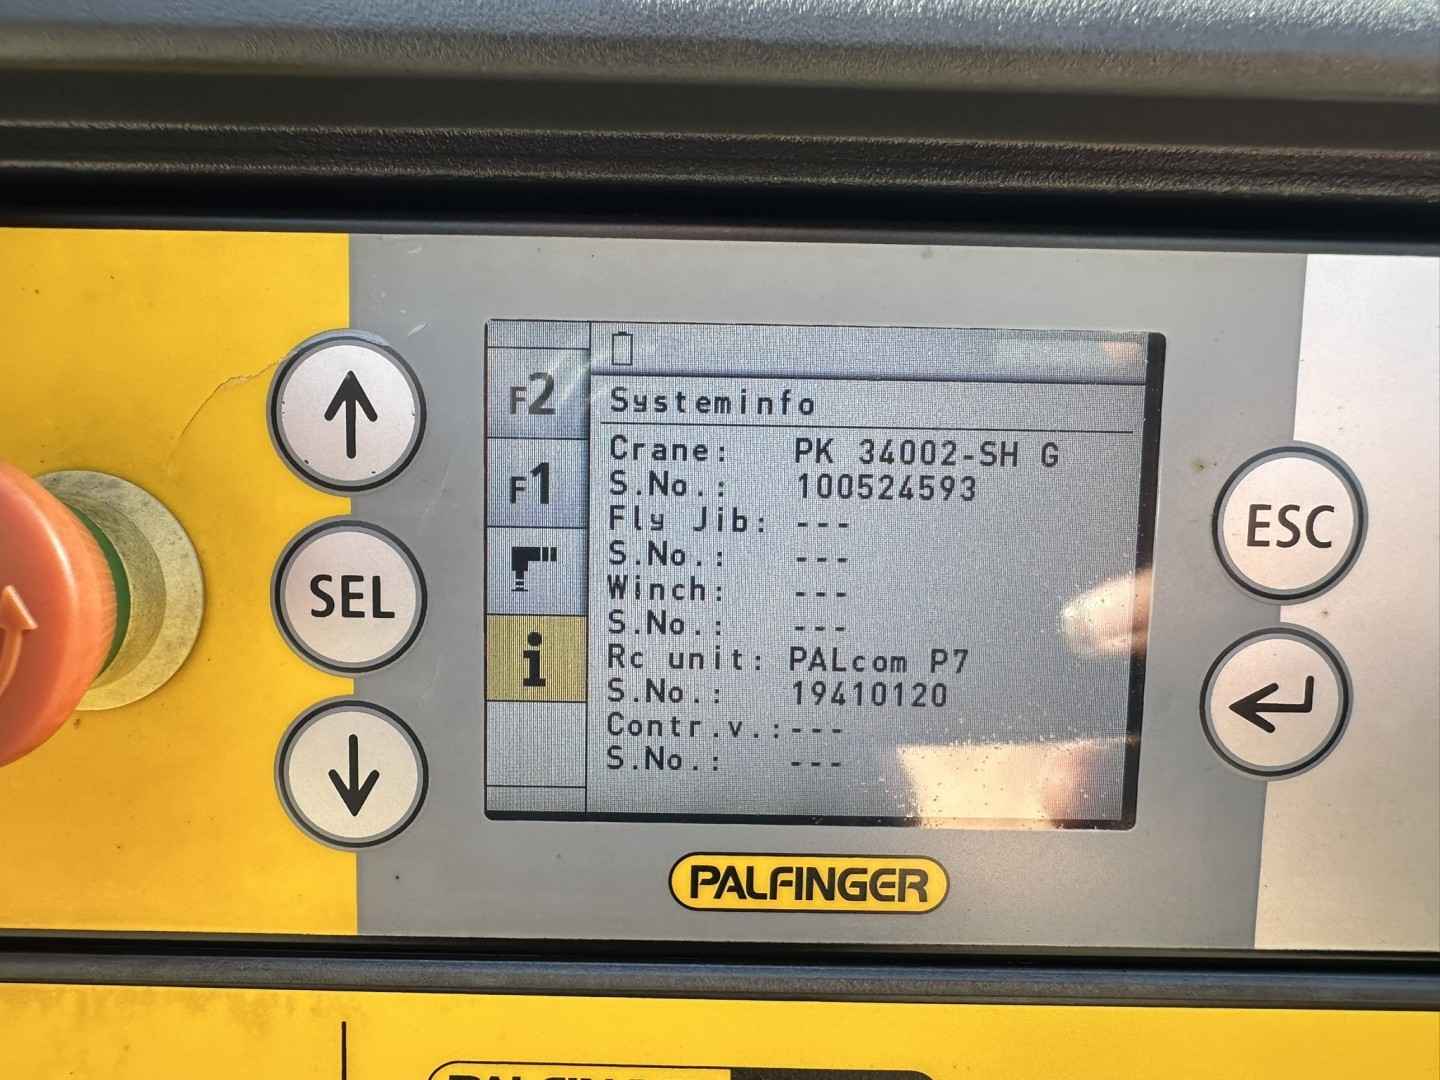 F2
F1
i
Systeminfo
Crane: PK 34002-SH G
S.No.: 100524593
Fly Jib: ---
S.No.: ---
Winch: ---
S.No.: ---
Rc unit: PALcom P7
S.No.: 19410120
Contr.v.:---
S.No.: ---
SEL
ESC
PALFINGER
PALFINGER